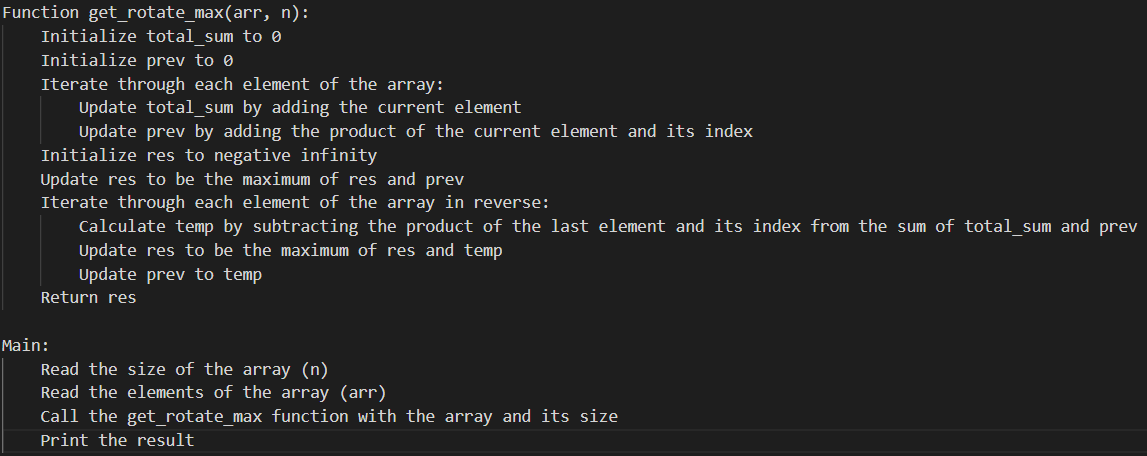 Function get_rotate_max(arr, n):
    Initialize total_sum to 0
    Initialize prev to 0
    Iterate through each element of the array:
        Update total_sum by adding the current element
        Update prev by adding the product of the current element and its index
    Initialize res to negative infinity
    Update res to be the maximum of res and prev
    Iterate through each element of the array in reverse:
        Calculate temp by subtracting the product of the last element and its index from the sum of total_sum and prev
        Update res to be the maximum of res and temp
        Update prev to temp
    Return res

Main:
    Read the size of the array (n)
    Read the elements of the array (arr)
    Call the get_rotate_max function with the array and its size
    Print the result